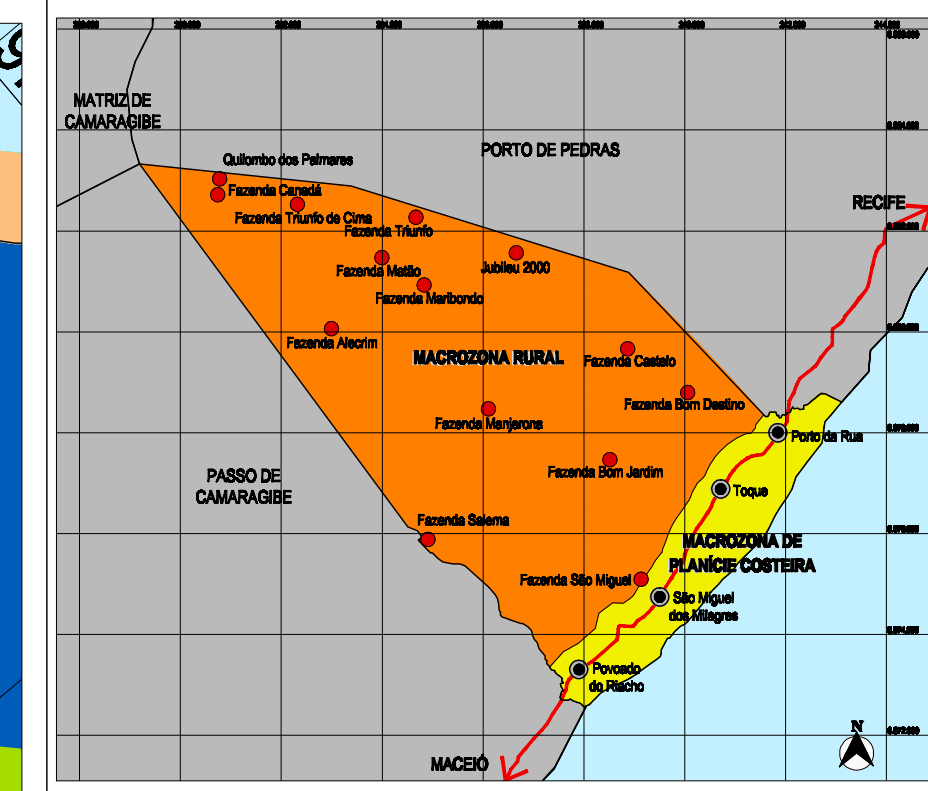 MATRIZ DE
CAMARAGIBE
PORTO DE PEDRAS
Quilombo dos Palmares
Fazenda Canadá
Fazenda Triunfo de Cima
Fazenda Triunfo
RECIFE
Fazenda Matão
Jubileu 2000
Fazenda Maribondo
Fazenda Alecrim
MACROZONA RURAL
Fazenda Castelo
Fazenda Bom Destino
Fazenda Manjerona
Porto da Rua
PASSO DE
CAMARAGIBE
Fazenda Bom Jardim
Toque
Fazenda Salema
MACROZONA DE
PLANÍCIE COSTEIRA
Fazenda São Miguel
São Miguel
dos Milagres
Povoado
do Riacho
N
MACEIÓ